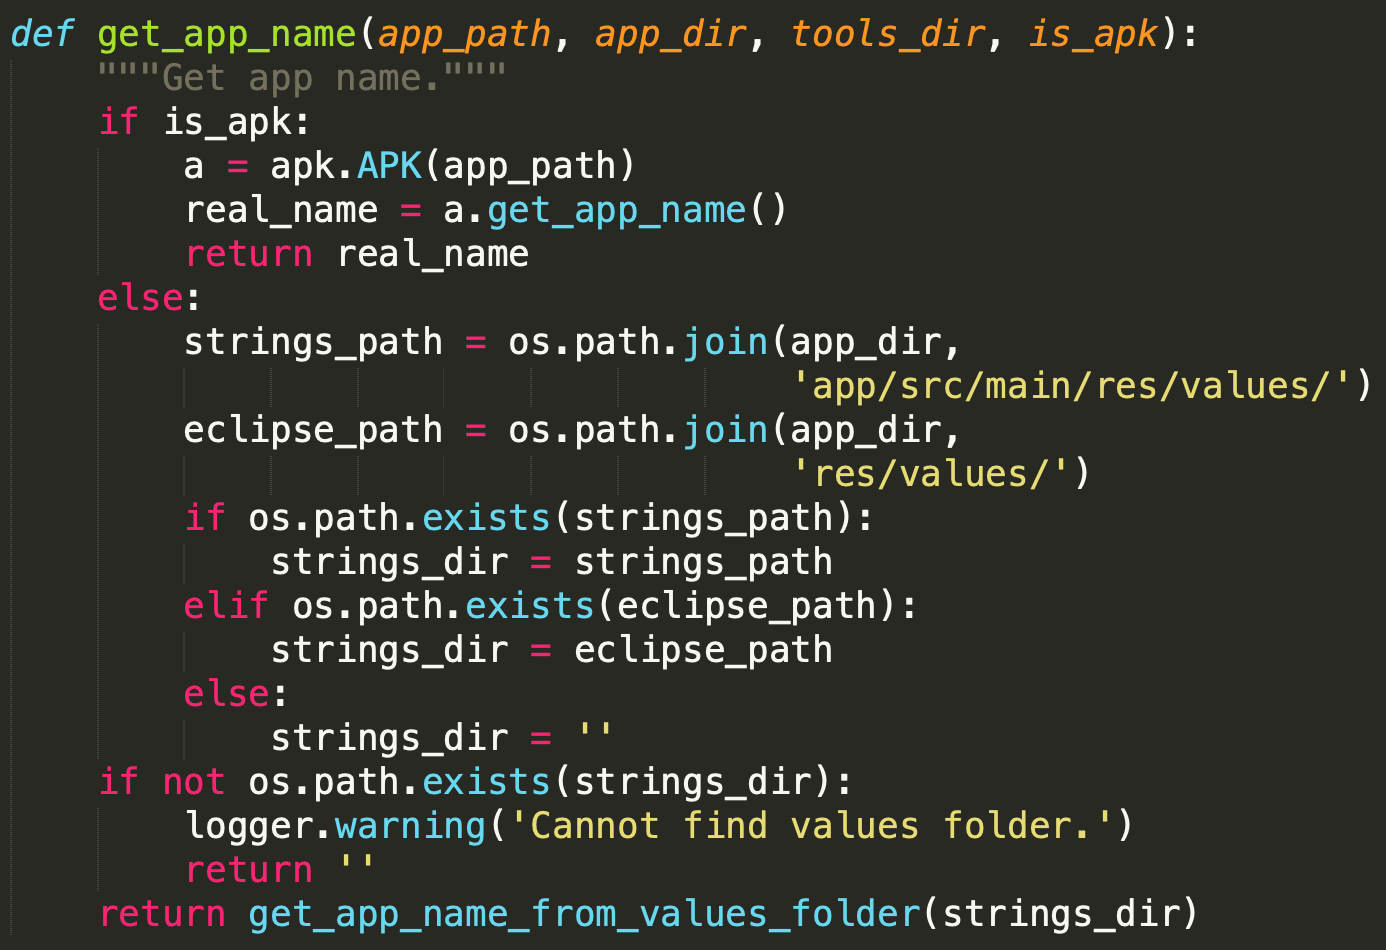 def get_app_name(app_path, app_dir, tools_dir, is_apk):
    """Get app name."""
    if is_apk:
        a = apk.APK(app_path)
        real_name = a.get_app_name()
        return real_name
    else:
        strings_path = os.path.join(app_dir,
                                    'app/src/main/res/values/')
        eclipse_path = os.path.join(app_dir,
                                    'res/values/')
        if os.path.exists(strings_path):
            strings_dir = strings_path
        elif os.path.exists(eclipse_path):
            strings_dir = eclipse_path
        else:
            strings_dir = ''
    if not os.path.exists(strings_dir):
        logger.warning('Cannot find values folder.')
        return ''
    return get_app_name_from_values_folder(strings_dir)